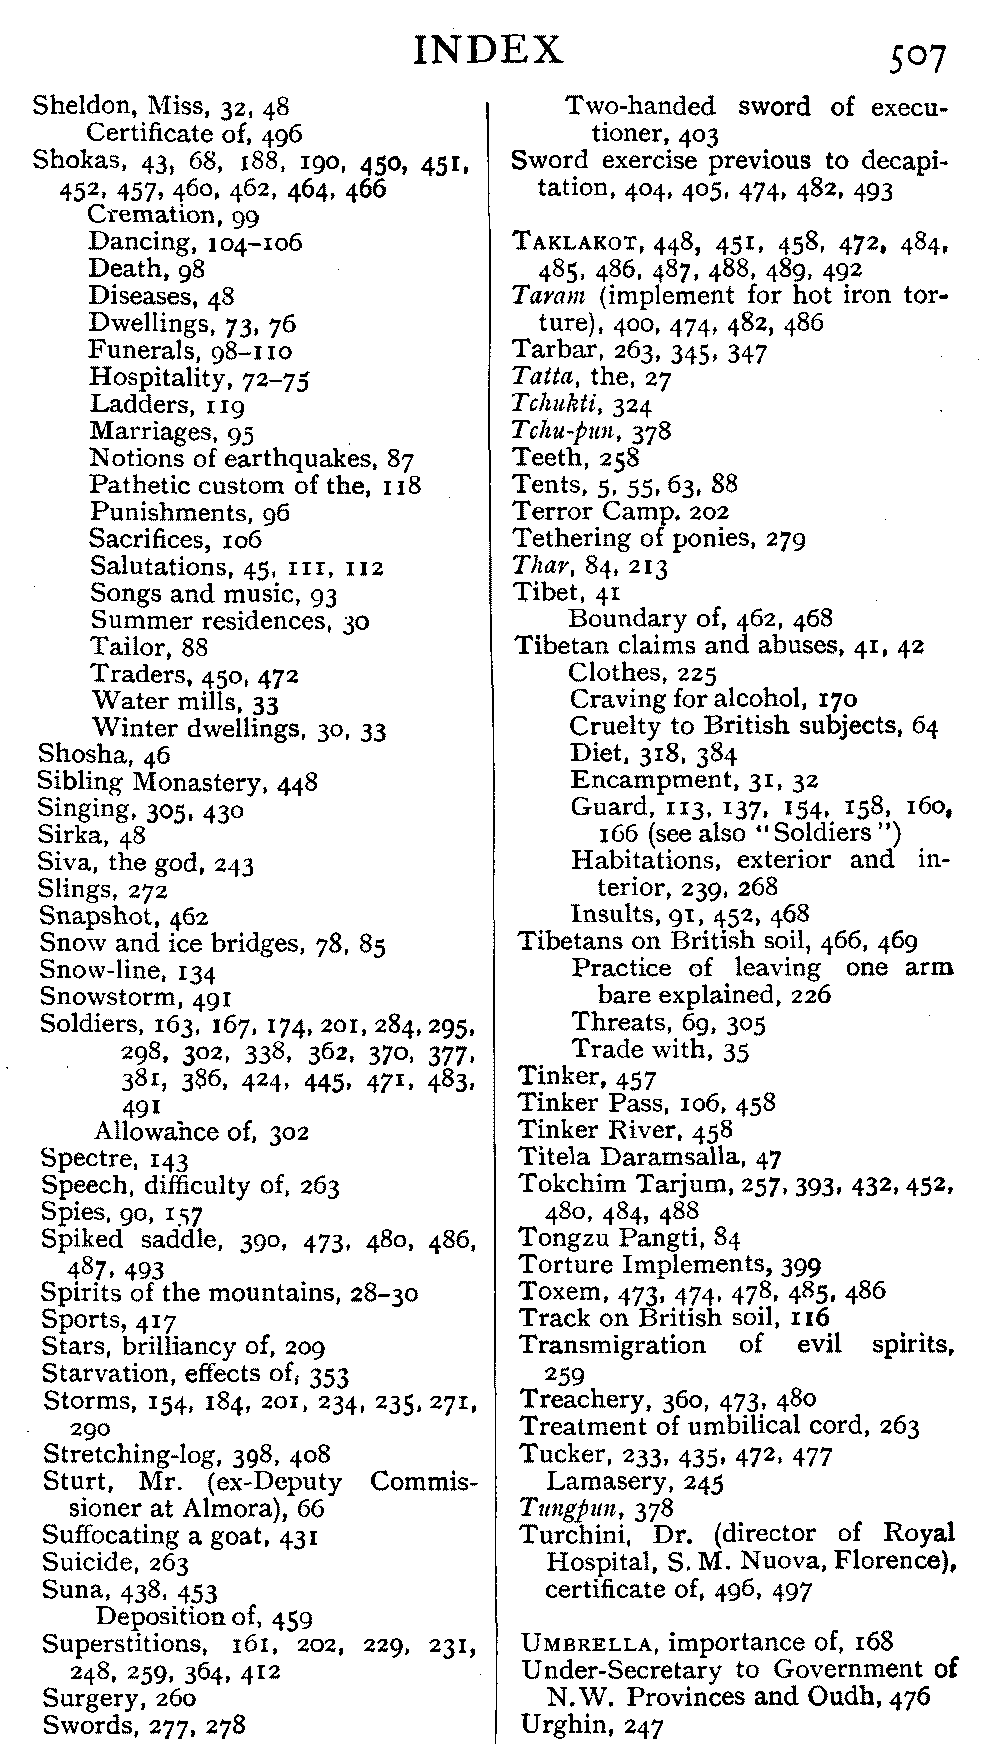 INDEX 507
Sheldon, Miss, 32, 48
Certificate of, 496
Shokas, 43, 68, 188, 190, 450, 451,
452, 457, 460, 462, 464, 466
Cremation, 99
Dancing, 104–106
Death, 98
Diseases, 48
Dwellings, 73, 76
Funerals, 98–110
Hospitality, 72–75
Ladders, 119
Marriages, 95
Notions of earthquakes, 87
Pathetic custom of the, 118
Punishments, 96
Sacrifices, 106
Salutations, 45, 111, 112
Songs and music, 93
Summer residences, 30
Tailor, 88
Traders, 450, 472
Water mills, 33
Winter dwellings, 30, 33
Shosha, 46
Sibling Monastery, 448
Singing, 305, 430
Sirka, 48
Siva, the god, 243
Slings, 272
Snapshot, 462
Snow and ice bridges, 78, 85
Snow-line, 134
Snowstorm, 491
Soldiers, 163, 167, 174, 201, 284, 295,
298, 302, 338, 362, 370, 377,
381, 386, 424, 445, 471, 483,
491
Allowance of, 302
Spectre, 143
Speech, difficulty of, 263
Spies, 90, 157
Spiked saddle, 390, 473, 480, 486,
487, 493
Spirits of the mountains, 28–30
Sports, 417
Stars, brilliancy of, 209
Starvation, effects of, 353
Storms, 154, 184, 201, 234, 235, 271,
290
Stretching-log, 398, 408
Sturt, Mr. (ex-Deputy Commis-
sioner at Almora), 66
Suffocating a goat, 431
Suicide, 263
Suna, 438, 453
Deposition of, 459
Superstitions, 161, 202, 229, 231,
248, 259, 364, 412
Surgery, 260
Swords, 277, 278
Two-handed sword of execu-
tioner, 403
Sword exercise previous to decapi-
tation, 404, 405, 474, 482, 493
TAKLAKOT, 448, 451, 458, 472, 484,
485, 486, 487, 488, 489, 492
Taram (implement for hot iron tor-
ture), 400, 474, 482, 486
Tarbar, 263, 345, 347
Tatta, the, 27
Tchukti, 324
Tchu-pun, 378
Teeth, 258
Tents, 5, 55, 63, 88
Terror Camp. 202
Tethering of ponies, 279
Thar, 84, 213
Tibet, 41
Boundary of, 462, 468
Tibetan claims and abuses, 41, 42
Clothes, 225
Craving for alcohol, 170
Cruelty to British subjects, 64
Diet, 318, 384
Encampment, 31, 32
Guard, 113, 137, 154, 158, 160,
166 (see also "Soldiers")
Habitations, exterior and in-
terior, 239, 268
Insults, 91, 452, 468
Tibetans on British soil, 466, 469
Practice of leaving one arm
bare explained, 226
Threats, 69, 305
Trade with, 35
Tinker, 457
Tinker Pass, 106, 458
Tinker River, 458
Titela Daramsalla, 47
Tokchim Tarjum, 257, 393, 432, 452,
480, 484, 488
Tongzu Pangti, 84
Torture Implements, 399
Toxem, 473, 474, 478, 485, 486
Track on British soil, 116
Transmigration of evil spirits,
259
Treachery, 360, 473, 480
Treatment of umbilical cord, 263
Tucker, 233, 435, 472, 477
Lamasery, 245
Tungpun, 378
Turchini, Dr. (director of Royal
Hospital, S. M. Nuova, Florence),
certificate of, 496, 497
UMBRELLA, importance of, 168
Under-Secretary to Government of
N.W. Provinces and Oudh, 476
Urghin, 247